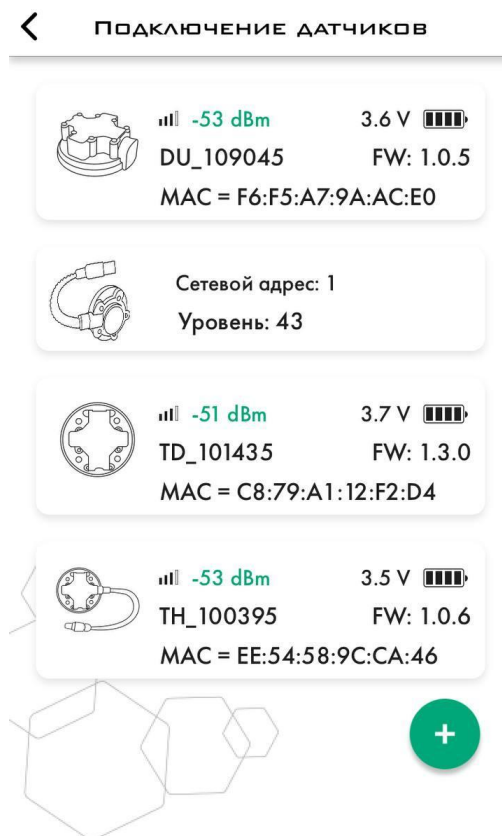 Подключение датчиков
-53 dBm 3.6 V
DU_109045 FW: 1.0.5
MAC = F6:F5:A7:9A:AC:E0
Сетевой адрес: 1
Уровень: 43
-51 dBm 3.7 V
TD_101435 FW: 1.3.0
MAC = C8:79:A1:12:F2:D4
-53 dBm 3.5 V
TH_100395 FW: 1.0.6
MAC = EE:54:58:9C:CA:46
+